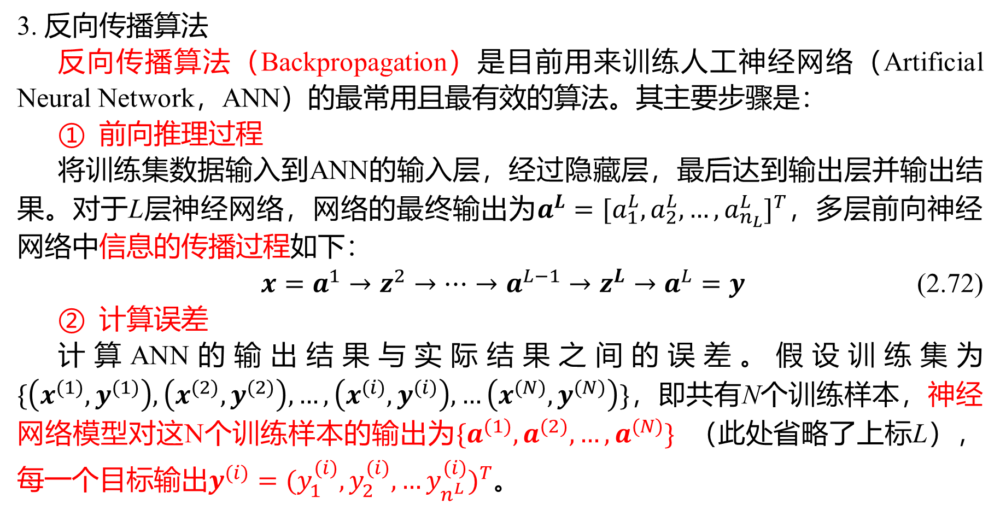 3. 反向传播算法
反向传播算法（Backpropagation）是目前用来训练人工神经网络（Artificial
Neural Network，ANN）的最常用且最有效的算法。其主要步骤是：
① 前向推理过程
将训练集数据输入到ANN的输入层，经过隐藏层，最后达到输出层并输出结
果。对于L层神经网络，网络的最终输出为$\boldsymbol{a}^{\boldsymbol{L}} = [a_1^L, a_2^L, \dots, a_{n_L}^L]^T$，多层前向神经
网络中信息的传播过程如下：
$\boldsymbol{x} = \boldsymbol{a}^1 \to \boldsymbol{z}^2 \to \cdots \to \boldsymbol{a}^{L-1} \to \boldsymbol{z}^{\boldsymbol{L}} \to \boldsymbol{a}^L = \boldsymbol{y}$ (2.72)
② 计算误差
计算ANN的输出结果与实际结果之间的误差。假设训练集为
$\{(\boldsymbol{x}^{(1)}, \boldsymbol{y}^{(1)}), (\boldsymbol{x}^{(2)}, \boldsymbol{y}^{(2)}), \dots, (\boldsymbol{x}^{(i)}, \boldsymbol{y}^{(i)}), \dots (\boldsymbol{x}^{(N)}, \boldsymbol{y}^{(N)})\}$，即共有N个训练样本，神经
网络模型对这N个训练样本的输出为$\{\boldsymbol{a}^{(1)}, \boldsymbol{a}^{(2)}, \dots, \boldsymbol{a}^{(N)}\}$ （此处省略了上标L），
每一个目标输出$\boldsymbol{y}^{(i)} = (y_1^{(i)}, y_2^{(i)}, \dots y_{n^L}^{(i)})^T$。